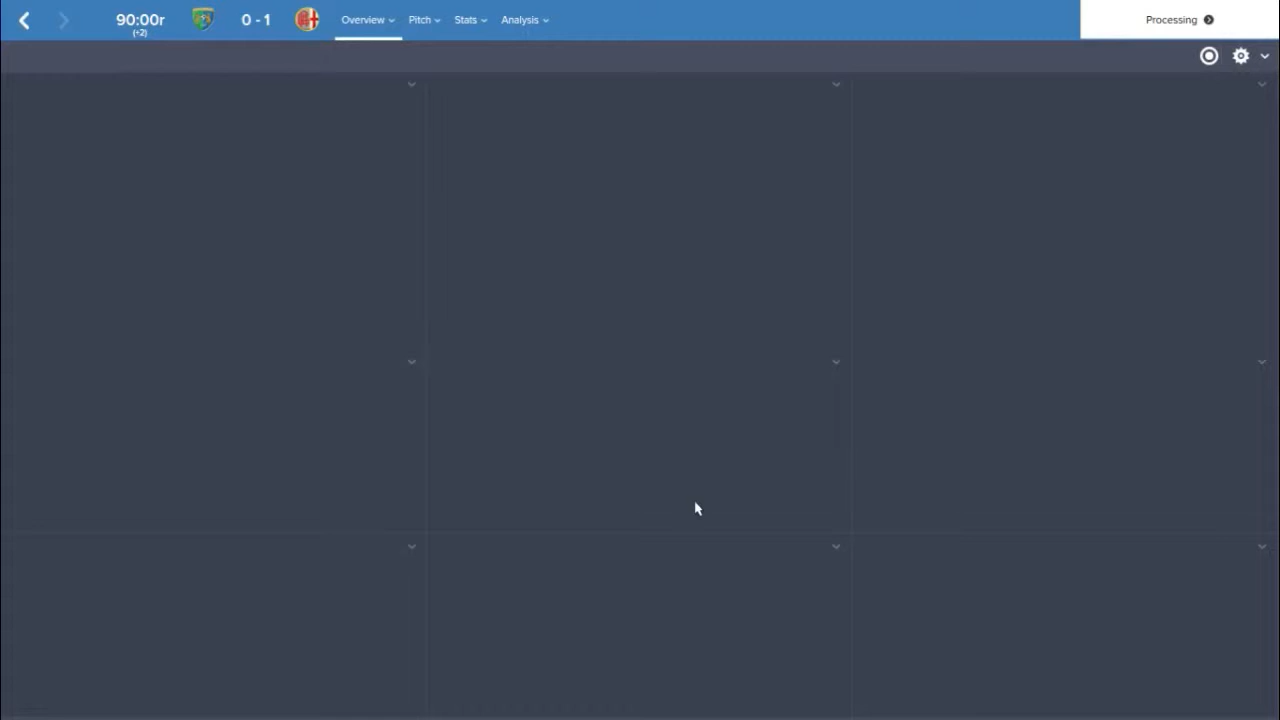 90:00r
(+2)
0 - 1
Overview
Pitch
Stats
Analysis
Processing